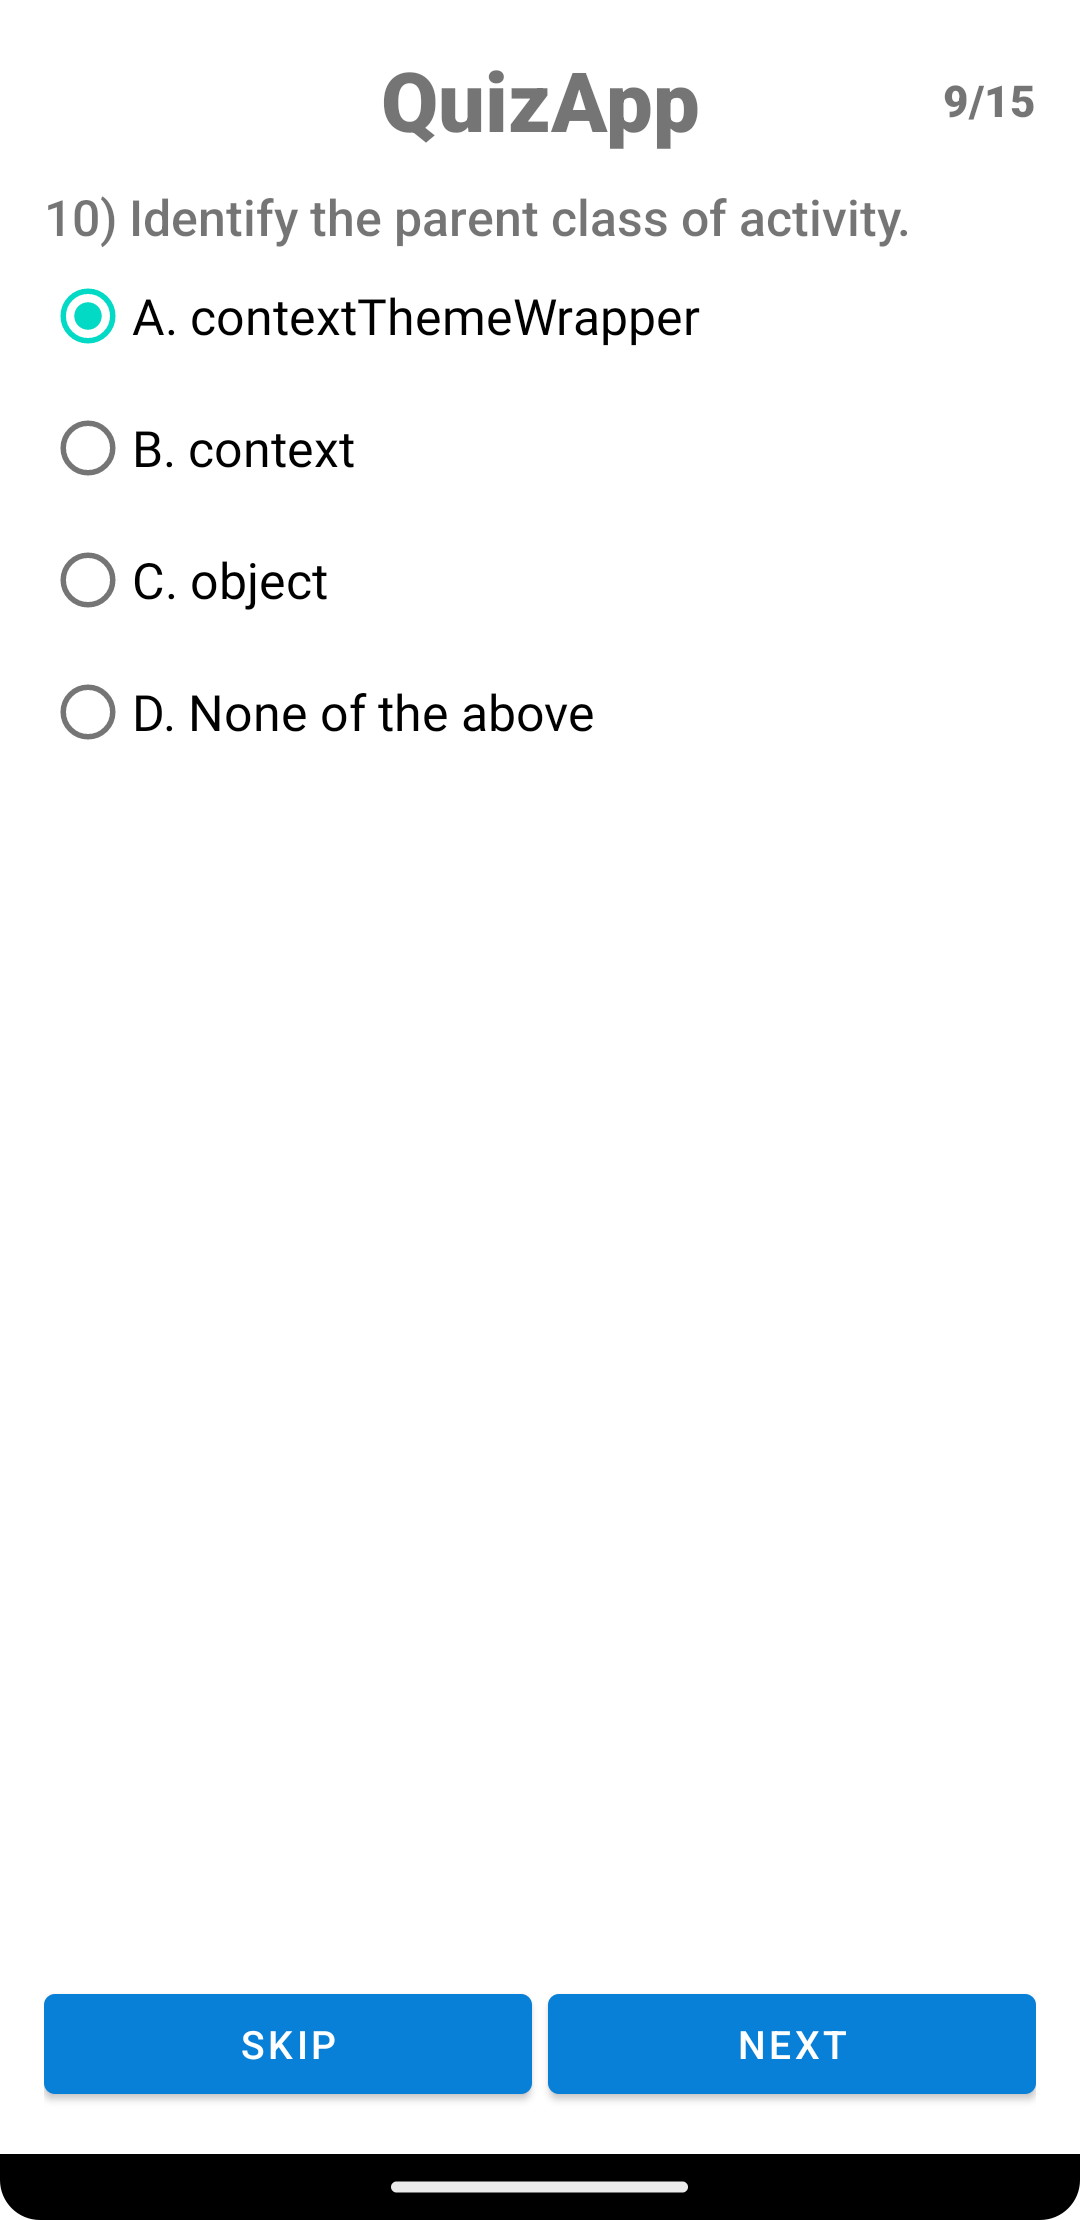 QuizApp
9/15
10) Identify the parent class of activity.
A. contextThemeWrapper
B. context
C. object
D. None of the above
SKIP
NEXT